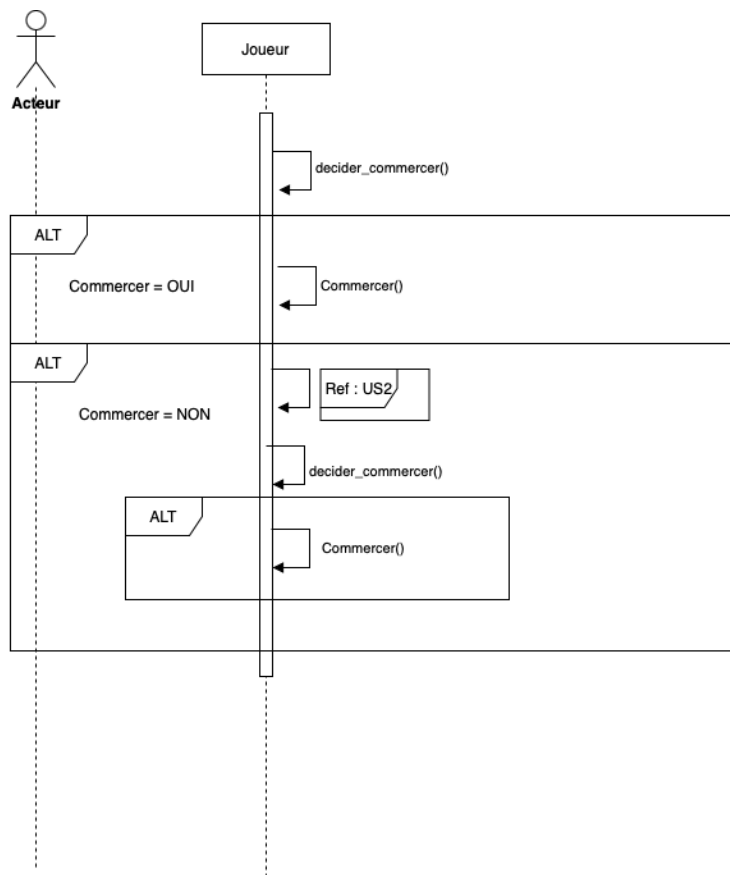 Joueur
Acteur
decider_commercer()
ALT
Commercer = OUI
Commercer()
ALT
Ref : US2
Commercer = NON
decider_commercer()
ALT
Commercer()